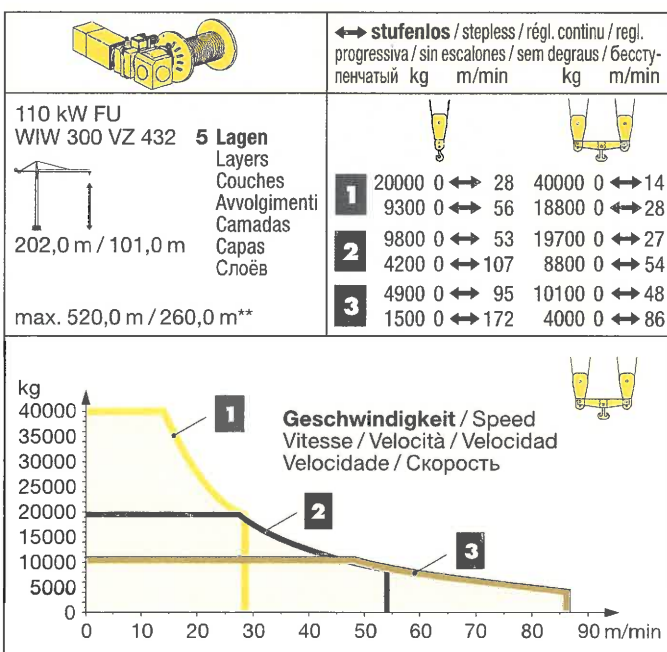 ↔ stufenlos / stepless / régl. continu / regl.
progressiva / sin escalones / sem degraus / бессту-
пенчатый kg m/min kg m/min
110 kW FU
WIW 300 VZ 432 5 Lagen
Layers
Couches
Avvolgimenti
Camadas
Capas
Слоёв
202,0 m / 101,0 m
max. 520,0 m / 260,0 m**
1 20000 0 ↔ 28 40000 0 ↔ 14
9300 0 ↔ 56 18800 0 ↔ 28
2 9800 0 ↔ 53 19700 0 ↔ 27
4200 0 ↔ 107 8800 0 ↔ 54
3 4900 0 ↔ 95 10100 0 ↔ 48
1500 0 ↔ 172 4000 0 ↔ 86
kg
40000
35000
30000
25000
20000
15000
10000
5000
0
1
2
3
Geschwindigkeit / Speed
Vitesse / Velocità / Velocidad
Velocidade / Скорость
0 10 20 30 40 50 60 70 80 90 m/min